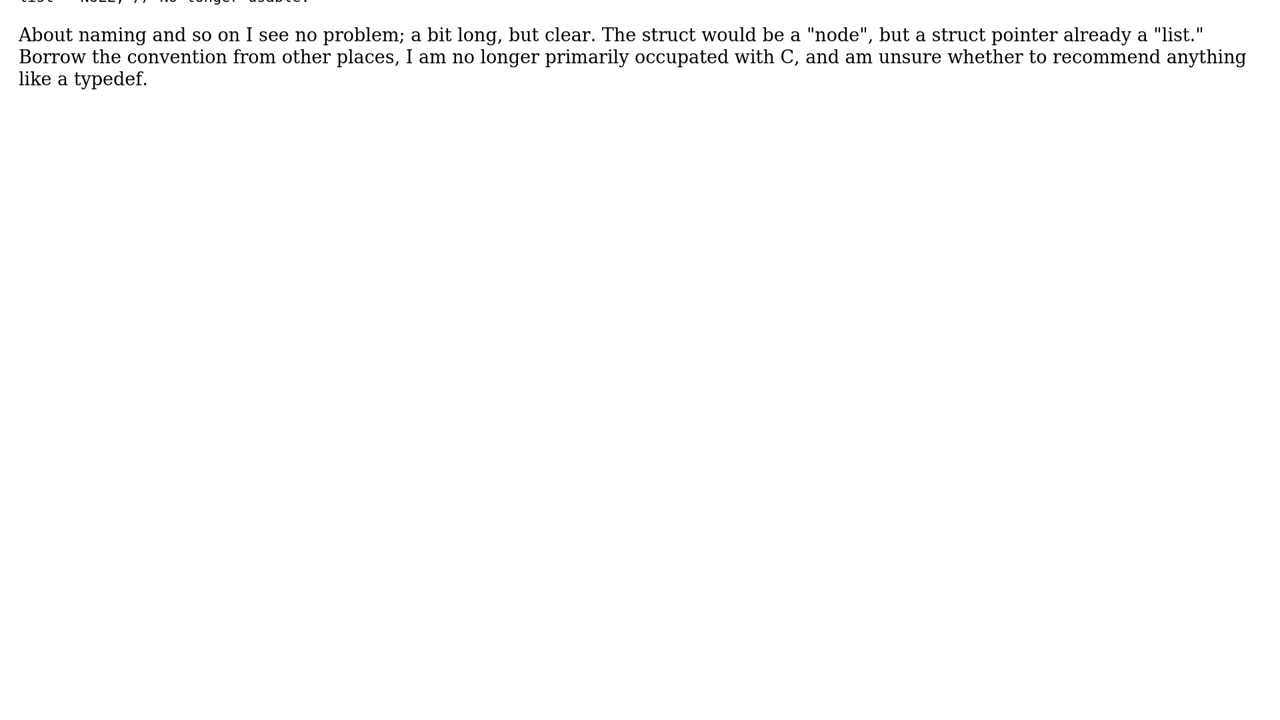 About naming and so on I see no problem; a bit long, but clear. The struct would be a "node", but a struct pointer already a "list."
Borrow the convention from other places, I am no longer primarily occupated with C, and am unsure whether to recommend anything
like a typedef.